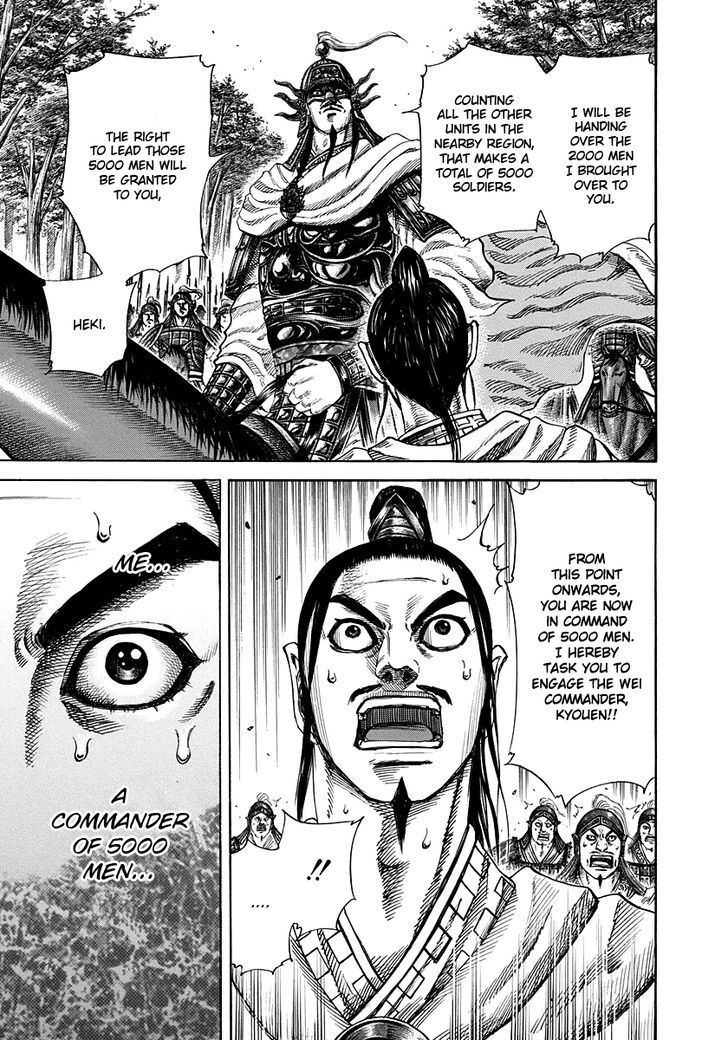 I WILL BE
HANDING
OVER THE
2000 MEN
I BROUGHT
OVER TO
YOU.
COUNTING
ALL THE OTHER
UNITS IN THE
NEARBY REGION,
THAT MAKES A
TOTAL OF 5000
SOLDIERS.
THE RIGHT
TO LEAD THOSE
5000 MEN WILL
BE GRANTED
TO YOU,
HEKI.
FROM
THIS POINT
ONWARDS,
YOU ARE NOW
IN COMMAND
OF 5000 MEN.
I HEREBY
TASK YOU TO
ENGAGE THE WEI
COMMANDER,
KYOUEN!!
!!
....
ME...
A
COMMANDER
OF 5000
MEN...